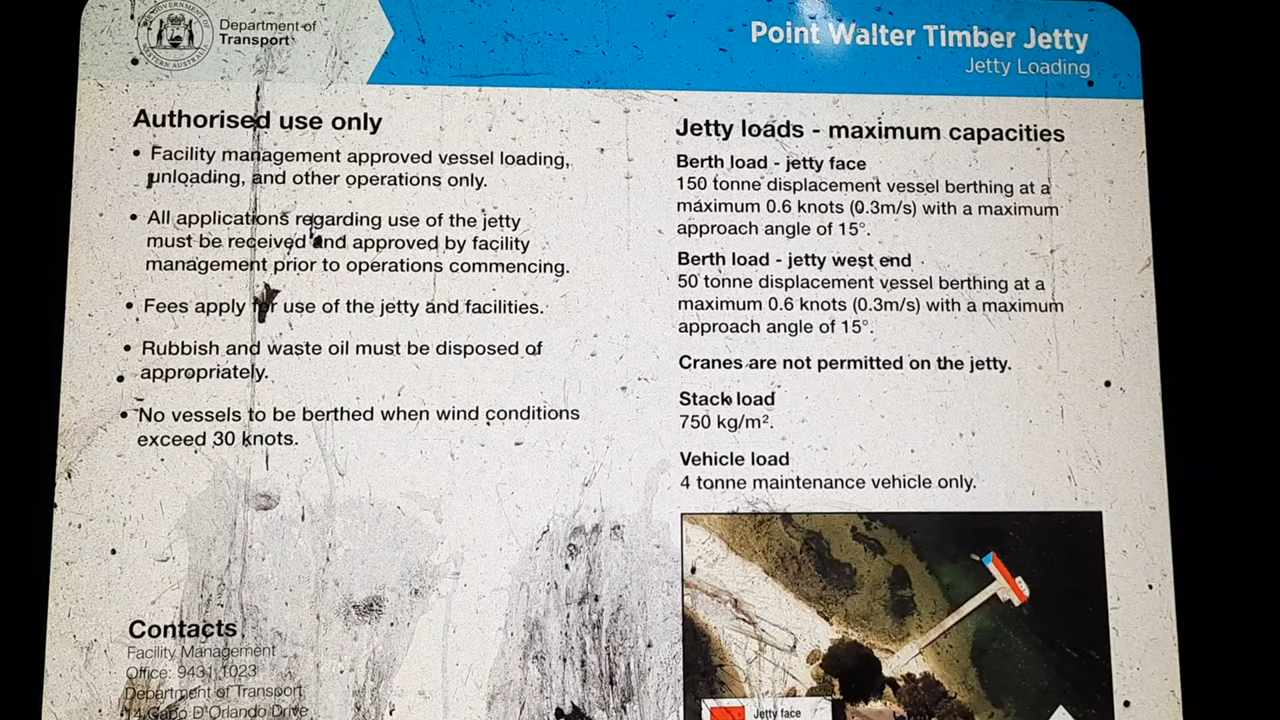 Department of
Transport
Point Walter Timber Jetty
Jetty Loading
Authorised use only
• Facility management approved vessel loading,
unloading, and other operations only.
• All applications regarding use of the jetty
must be received and approved by facility
management prior to operations commencing.
• Fees apply for use of the jetty and facilities.
• Rubbish and waste oil must be disposed of
appropriately.
• No vessels to be berthed when wind conditions
exceed 30 knots.
Contacts
Facility Management
Office: 9431 1023
Department of Transport
14 Capo D'Orlando Drive
Jetty loads - maximum capacities
Berth load - jetty face
150 tonne displacement vessel berthing at a
maximum 0.6 knots (0.3m/s) with a maximum
approach angle of 15°.
Berth load - jetty west end
50 tonne displacement vessel berthing at a
maximum 0.6 knots (0.3m/s) with a maximum
approach angle of 15°.
Cranes are not permitted on the jetty.
Stack load
750 kg/m².
Vehicle load
4 tonne maintenance vehicle only.
Jetty face